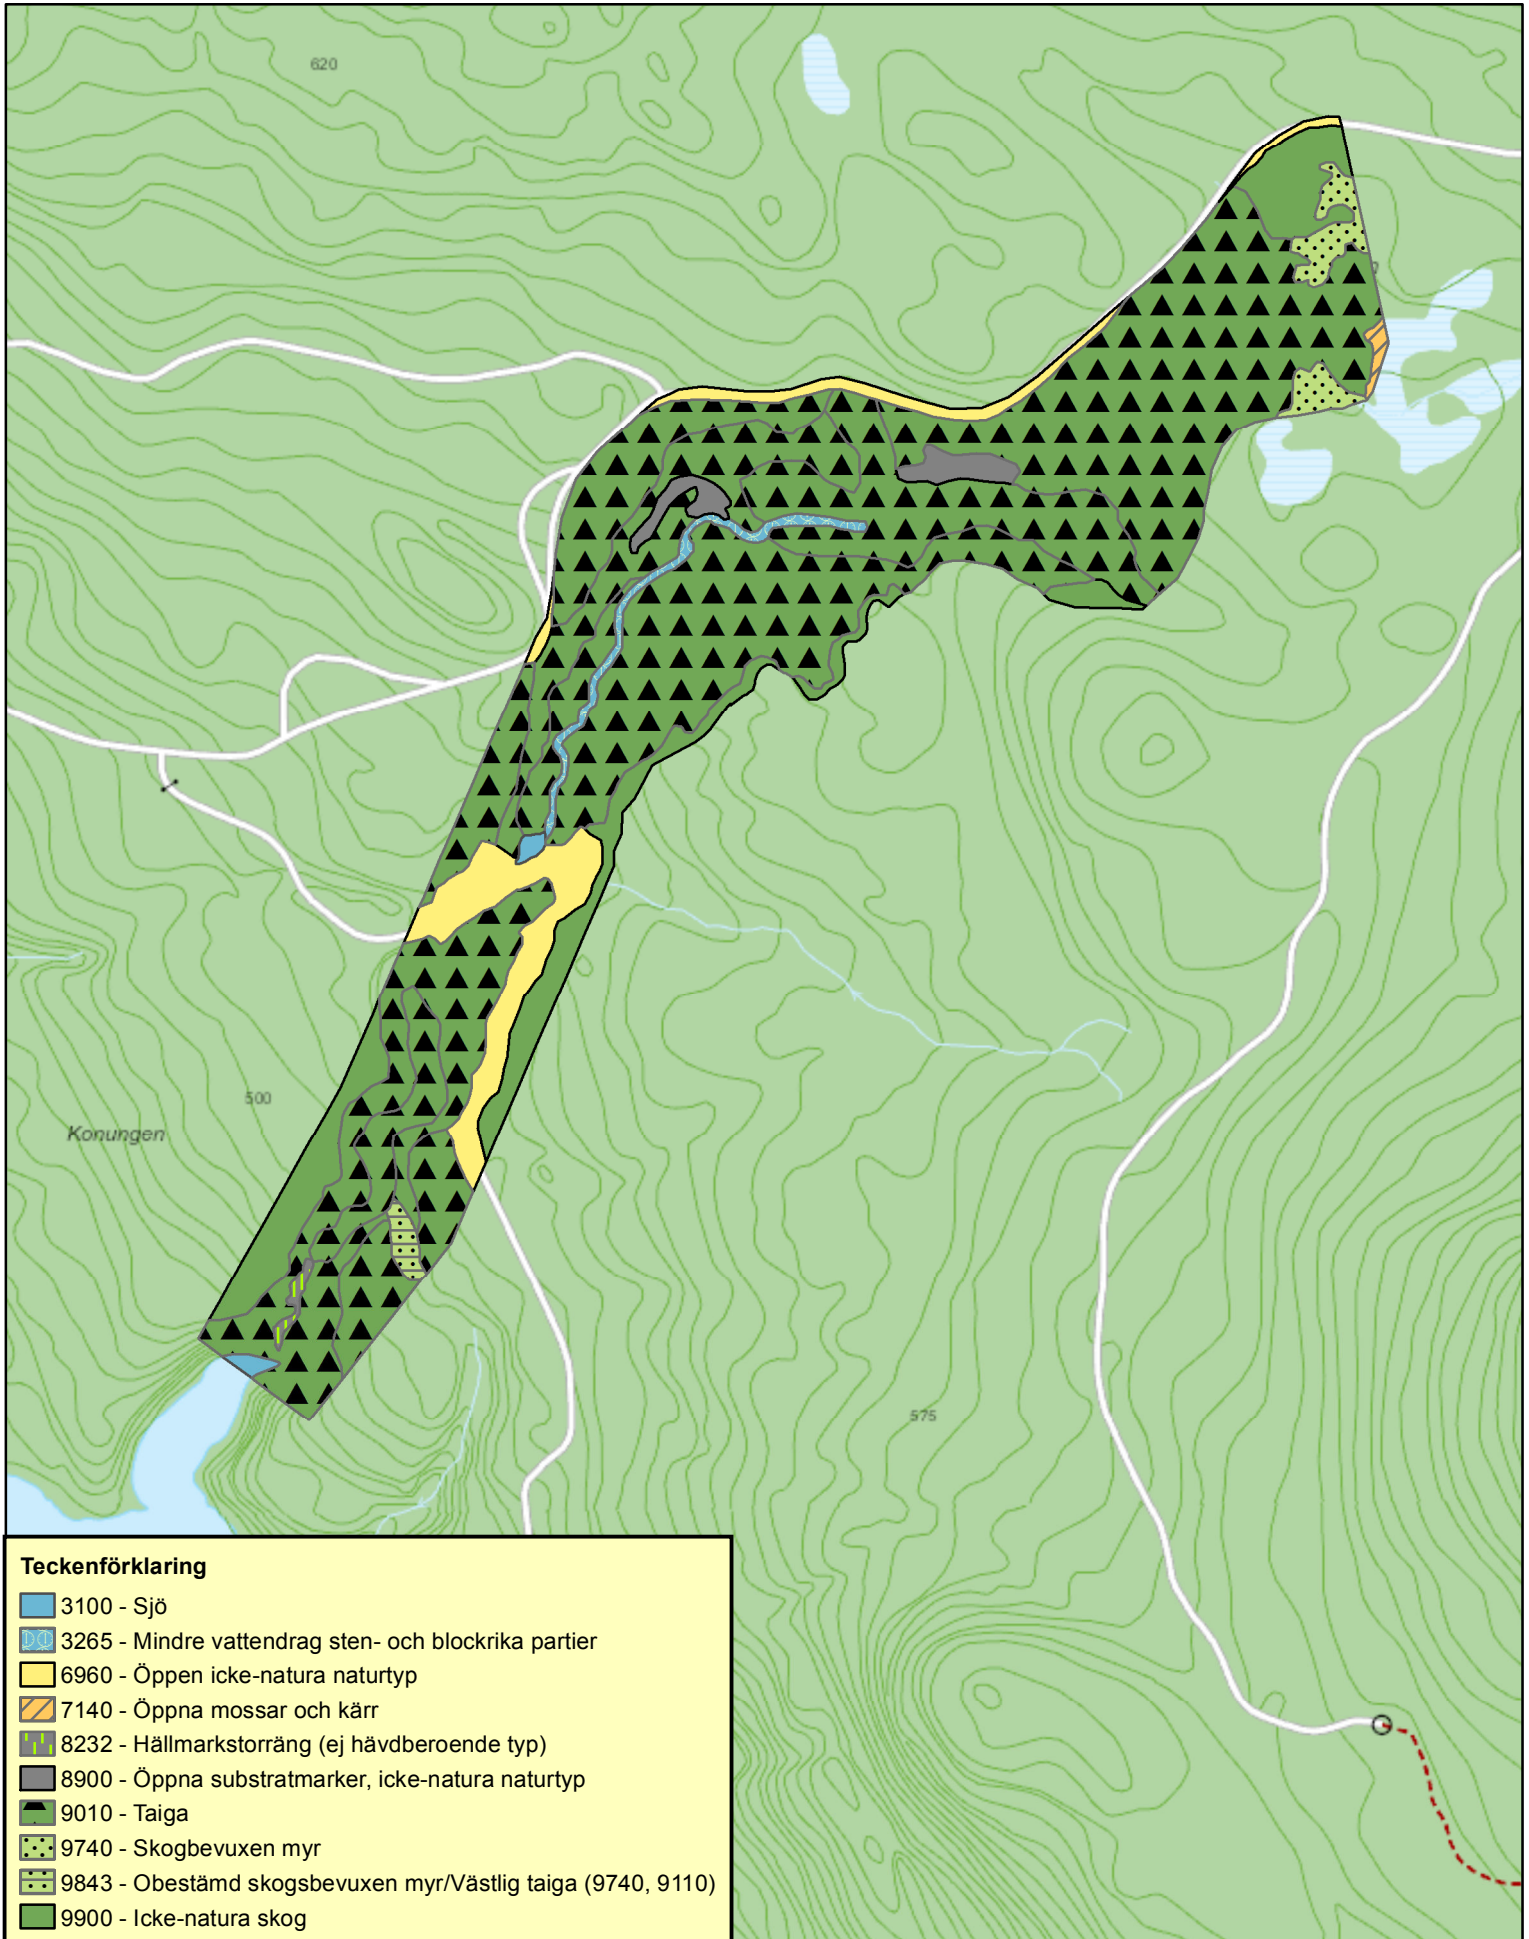 620
500
Konungen
575
Teckenförklaring
3100 - Sjö
3265 - Mindre vattendrag sten- och blockrika partier
6960 - Öppen icke-natura naturtyp
7140 - Öppna mossar och kärr
8232 - Hällmarkstorräng (ej hävdberoende typ)
8900 - Öppna substratmarker, icke-natura naturtyp
9010 - Taiga
9740 - Skogbevuxen myr
9843 - Obestämd skogsbevuxen myr/Västlig taiga (9740, 9110)
9900 - Icke-natura skog